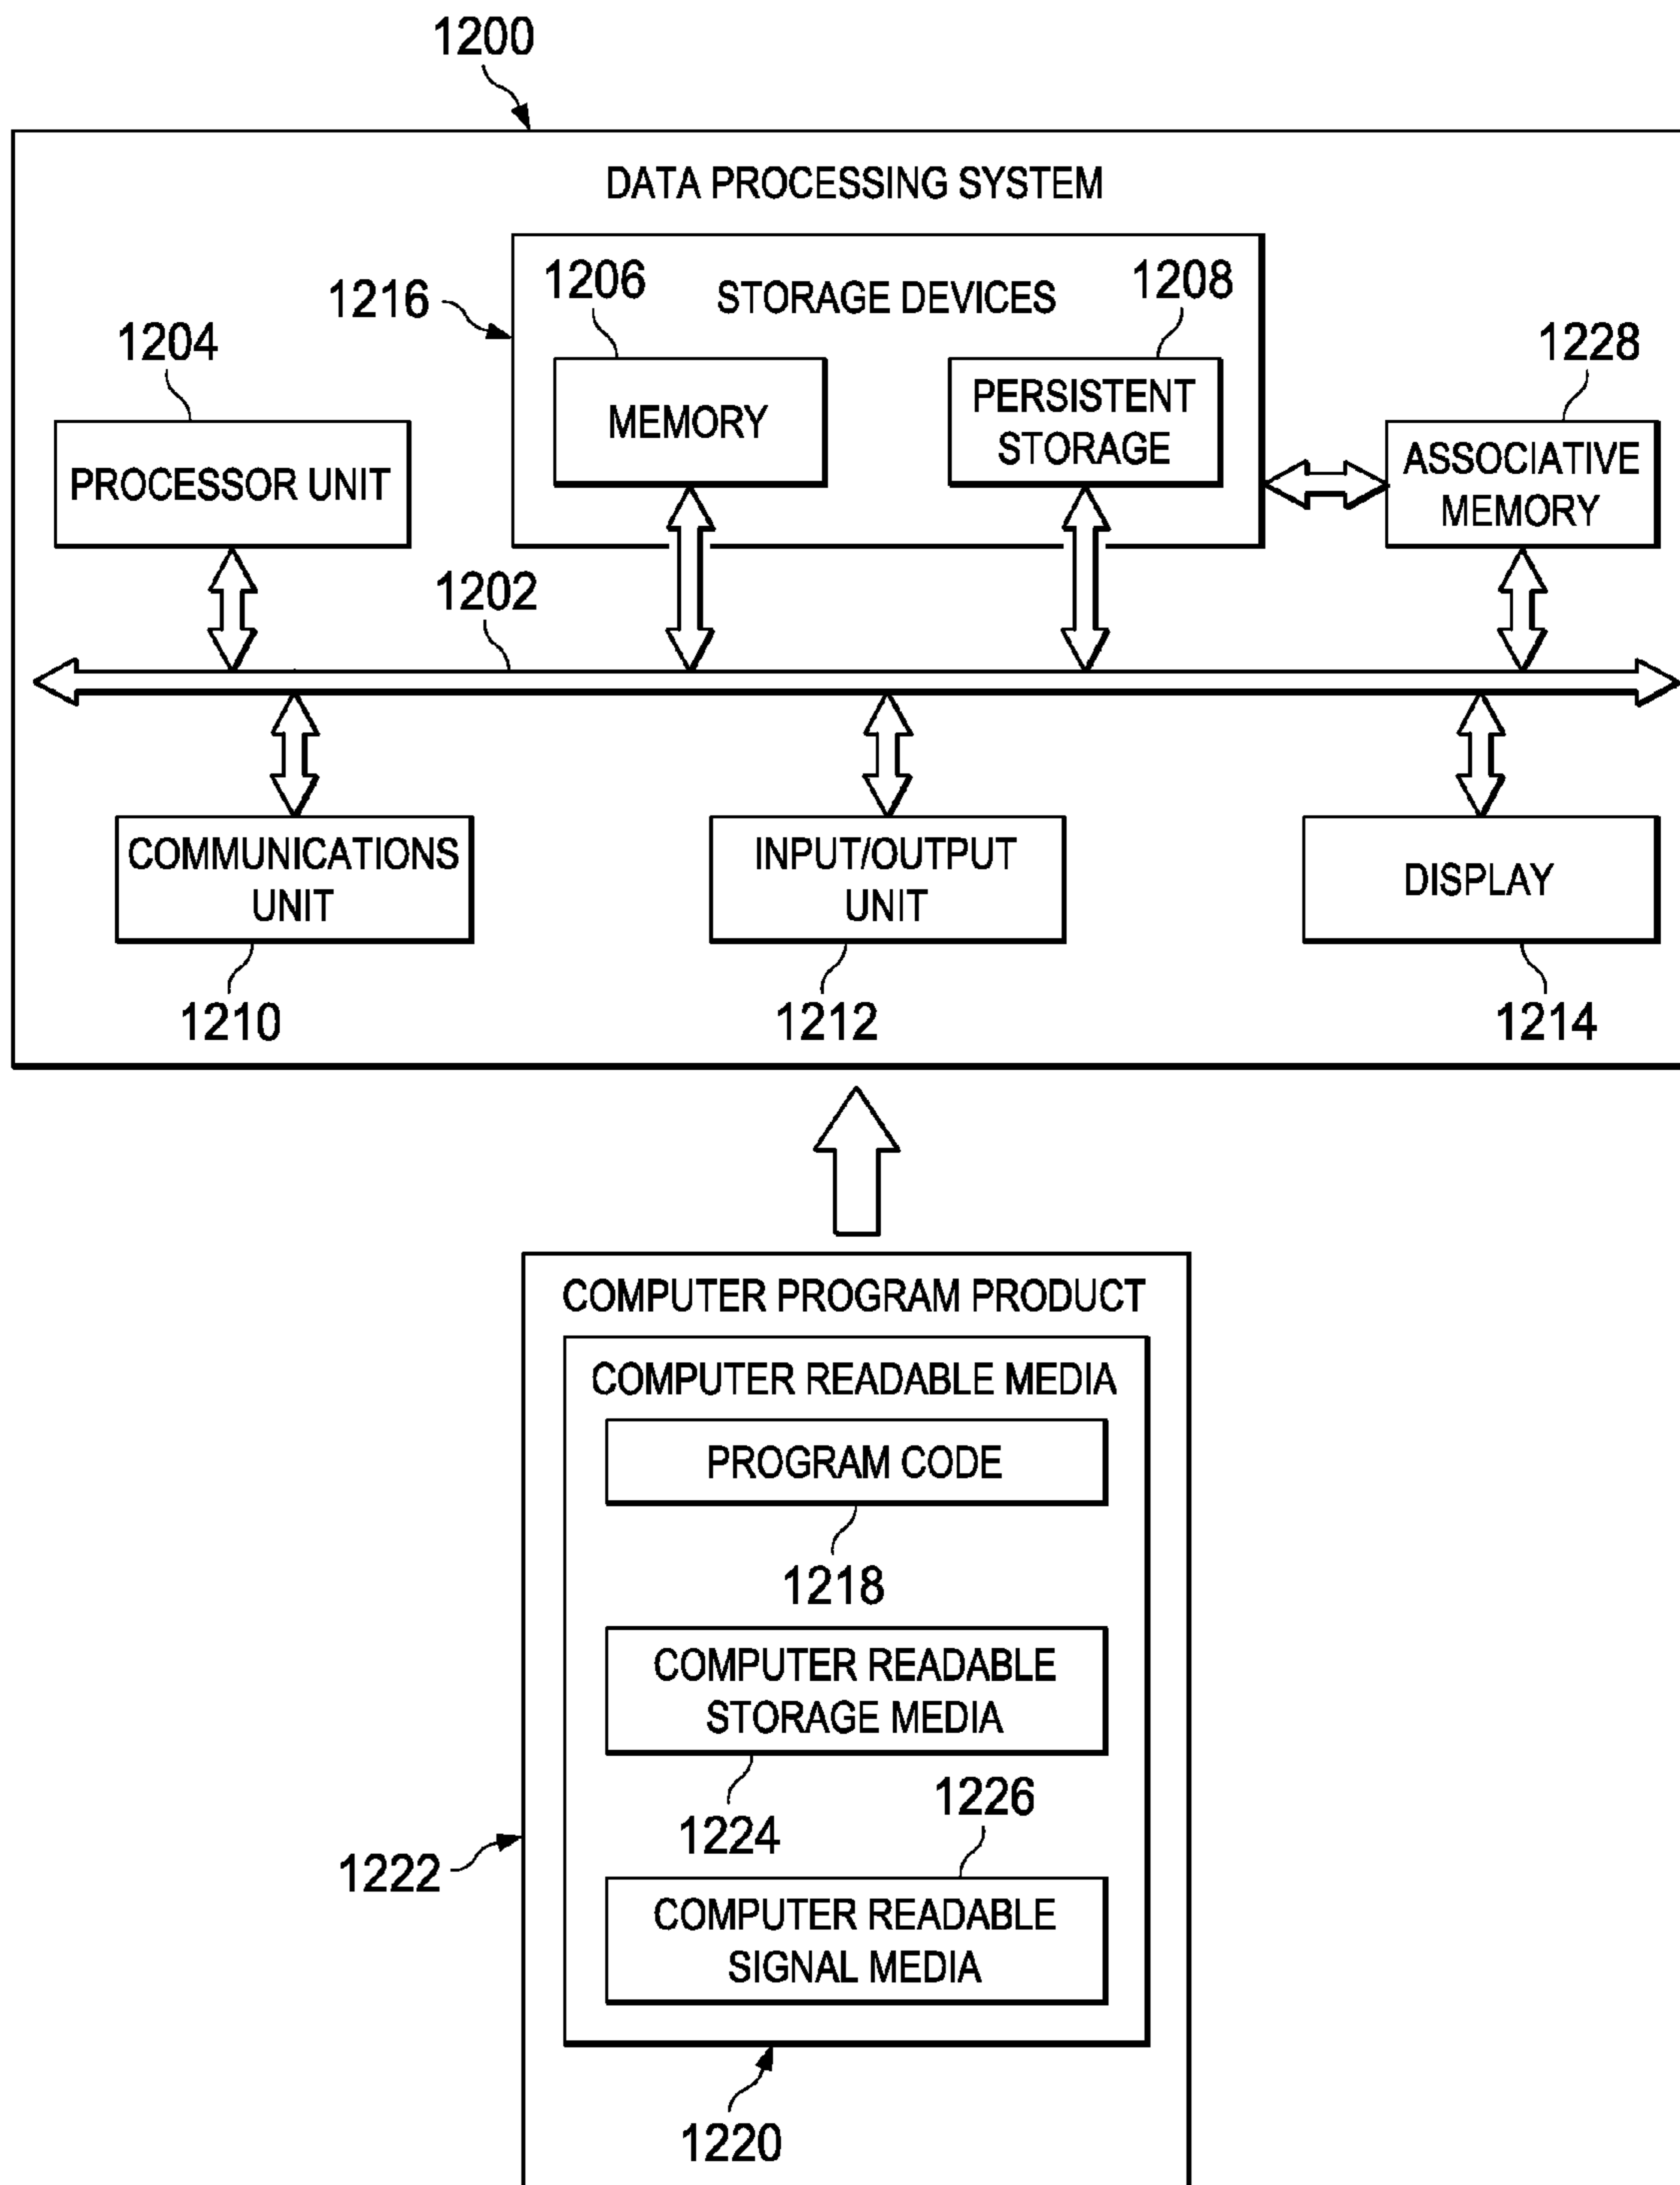 1200
DATA PROCESSING SYSTEM
1216
1206
STORAGE DEVICES
1208
1204
1228
MEMORY
PERSISTENT
STORAGE
PROCESSOR UNIT
ASSOCIATIVE
MEMORY
1202
COMMUNICATIONS
UNIT
INPUT/OUTPUT
UNIT
DISPLAY
1210
1212
1214
COMPUTER PROGRAM PRODUCT
COMPUTER READABLE MEDIA
PROGRAM CODE
1218
COMPUTER READABLE
STORAGE MEDIA
1224
1226
1222
COMPUTER READABLE
SIGNAL MEDIA
1220